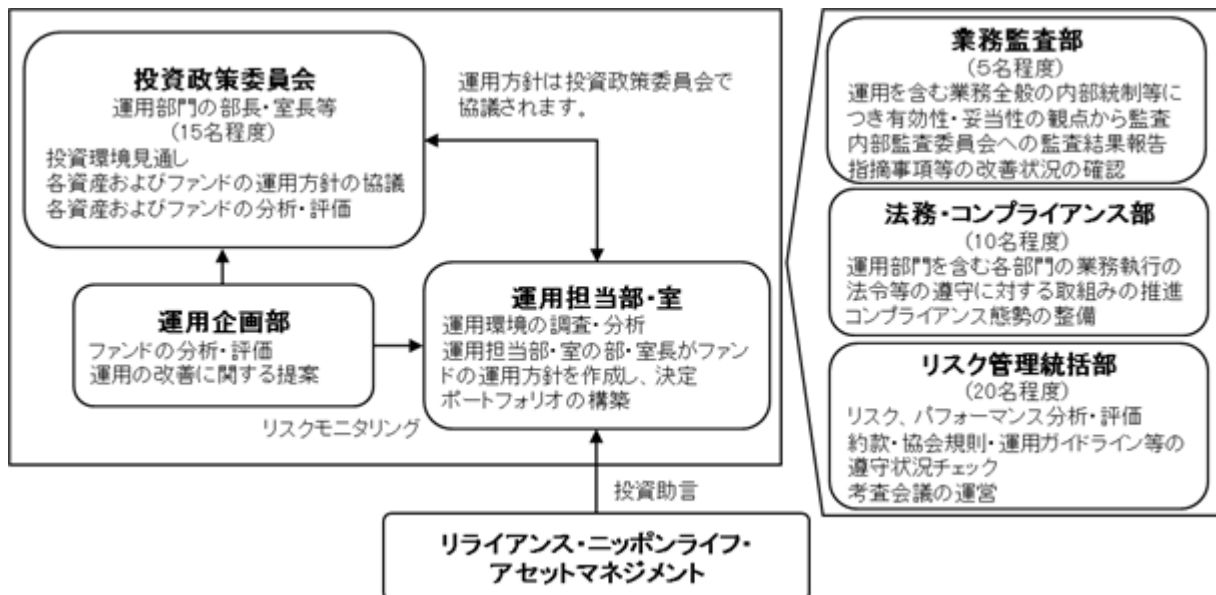 投資政策委員会
運用部門の部長・室長等
(15名程度)
投資環境見通し
各資産およびファンドの運用方針の協議
各資産およびファンドの分析・評価
運用方針は投資政策委員会で
協議されます。
運用企画部
ファンドの分析・評価
運用の改善に関する提案
運用担当部・室
運用環境の調査・分析
運用担当部・室の部・室長がファン
ドの運用方針を作成し、決定
ポートフォリオの構築
リスクモニタリング
投資助言
リライアンス・ニッポンライフ・
アセットマネジメント
業務監査部
(5名程度)
運用を含む業務全般の内部統制等に
つき有効性・妥当性の観点から監査
内部監査委員会への監査結果報告
指摘事項等の改善状況の確認
法務・コンプライアンス部
(10名程度)
運用部門を含む各部門の業務執行の
法令等の遵守に対する取組みの推進
コンプライアンス態勢の整備
リスク管理統括部
(20名程度)
リスク、パフォーマンス分析・評価
約款・協会規則・運用ガイドライン等の
遵守状況チェック
考査会議の運営